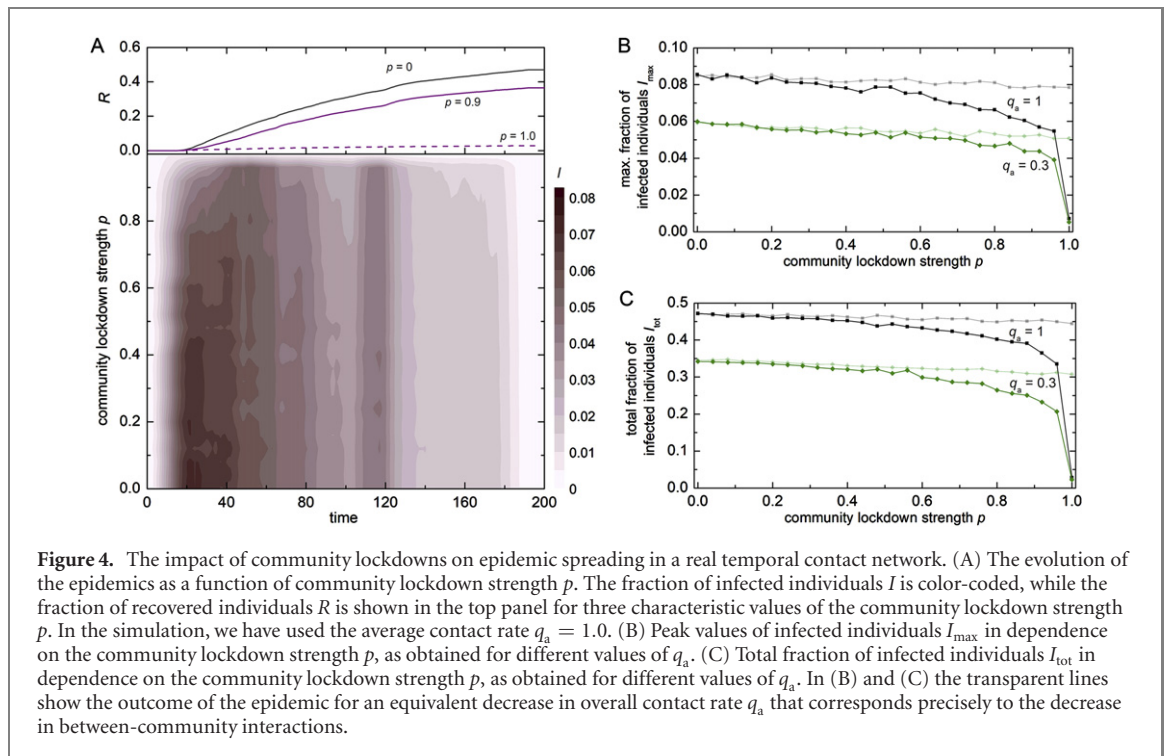 A
0.6
0.4
0.2
0.0
R
p = 0
p = 0.9
p = 1.0
0.8
0.6
0.4
0.2
0.0
community lockdown strength p
0 40 80 120 160 200
time
I
0.08
0.07
0.06
0.05
0.04
0.03
0.02
0.01
0
B
0.10
0.08
0.06
0.04
0.02
0.00
max. fraction of
infected individuals Imax
qa = 1
qa = 0.3
0.0 0.2 0.4 0.6 0.8 1.0
community lockdown strength p
C
0.5
0.4
0.3
0.2
0.1
0.0
total fraction of
infected individuals Itot
qa = 1
qa = 0.3
0.0 0.2 0.4 0.6 0.8 1.0
community lockdown strength p
Figure 4. The impact of community lockdowns on epidemic spreading in a real temporal contact network. (A) The evolution of
the epidemics as a function of community lockdown strength p. The fraction of infected individuals I is color-coded, while the
fraction of recovered individuals R is shown in the top panel for three characteristic values of the community lockdown strength
p. In the simulation, we have used the average contact rate qa = 1.0. (B) Peak values of infected individuals Imax in dependence
on the community lockdown strength p, as obtained for different values of qa. (C) Total fraction of infected individuals Itot in
dependence on the community lockdown strength p, as obtained for different values of qa. In (B) and (C) the transparent lines
show the outcome of the epidemic for an equivalent decrease in overall contact rate qa that corresponds precisely to the decrease
in between-community interactions.